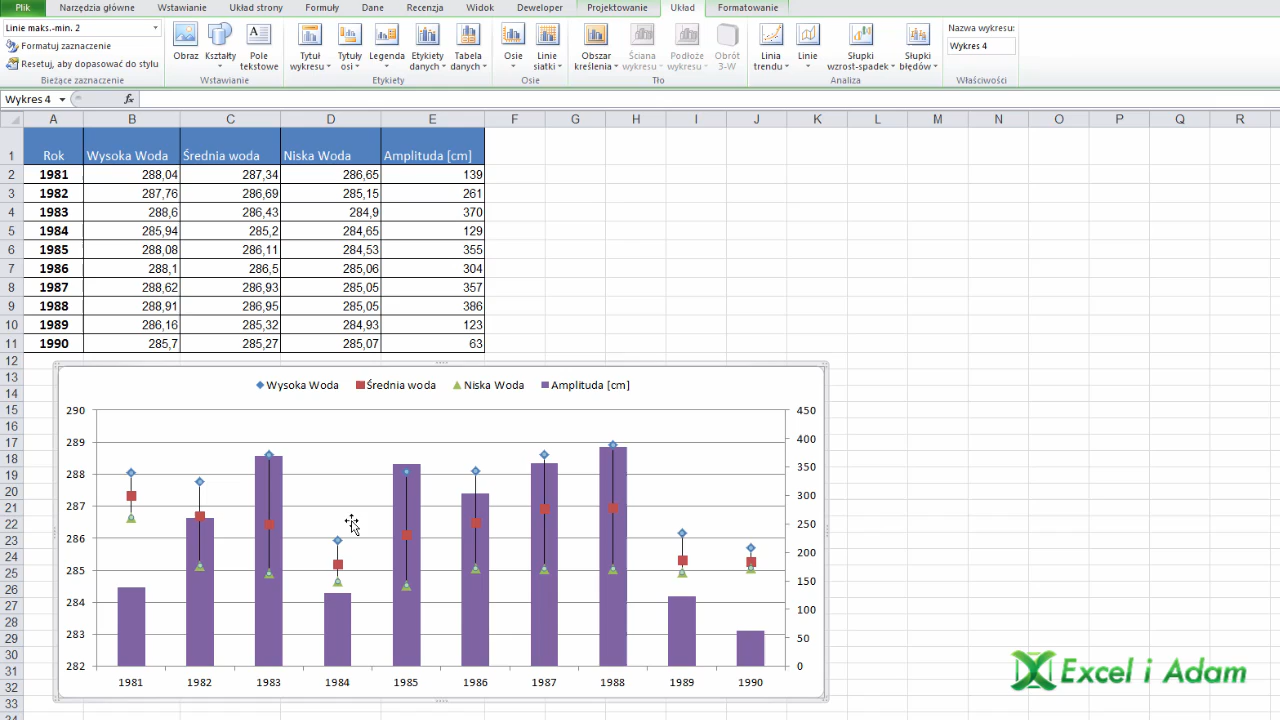 Plik Narzędzia główne Wstawianie Układ strony Formuły Dane Recenzja Widok Deweloper Projektowanie Układ Formatowanie
Linie maks.-min. 2
Formatuj zaznaczenie
Resetuj, aby dopasować do stylu
Bieżące zaznaczenie
Obraz Kształty Pole tekstowe
Wstawianie
Tytuł wykresu Tytuły osi Legenda Etykiety danych Tabela danych
Etykiety
Osie Linie siatki
Osie
Obszar kreślenia Ściana wykresu Podłoże wykresu Obrót 3-W
Tło
Linia trendu Linie Słupki wzrost-spadek Słupki błędów
Analiza
Nazwa wykresu:
Wykres 4
Właściwości
Wykres 4 fx
A B C D E F G H I J K L M N O P Q R
1 Rok Wysoka Woda Średnia woda Niska Woda Amplituda [cm]
2 1981 288,04 287,34 286,65 139
3 1982 287,76 286,69 285,15 261
4 1983 288,6 286,43 284,9 370
5 1984 285,94 285,2 284,65 129
6 1985 288,08 286,11 284,53 355
7 1986 288,1 286,5 285,06 304
8 1987 288,62 286,93 285,05 357
9 1988 288,91 286,95 285,05 386
10 1989 286,16 285,32 284,93 123
11 1990 285,7 285,27 285,07 63
12
13
14
15
16
17
18
19
20
21
22
23
24
25
26
27
28
29
30
31
32
33
34
Wysoka Woda Średnia woda Niska Woda Amplituda [cm]
290 450
289 400
288 350
287 300
286 250
285 200
284 150
283 100
282 50
0
1981 1982 1983 1984 1985 1986 1987 1988 1989 1990
Excel i Adam